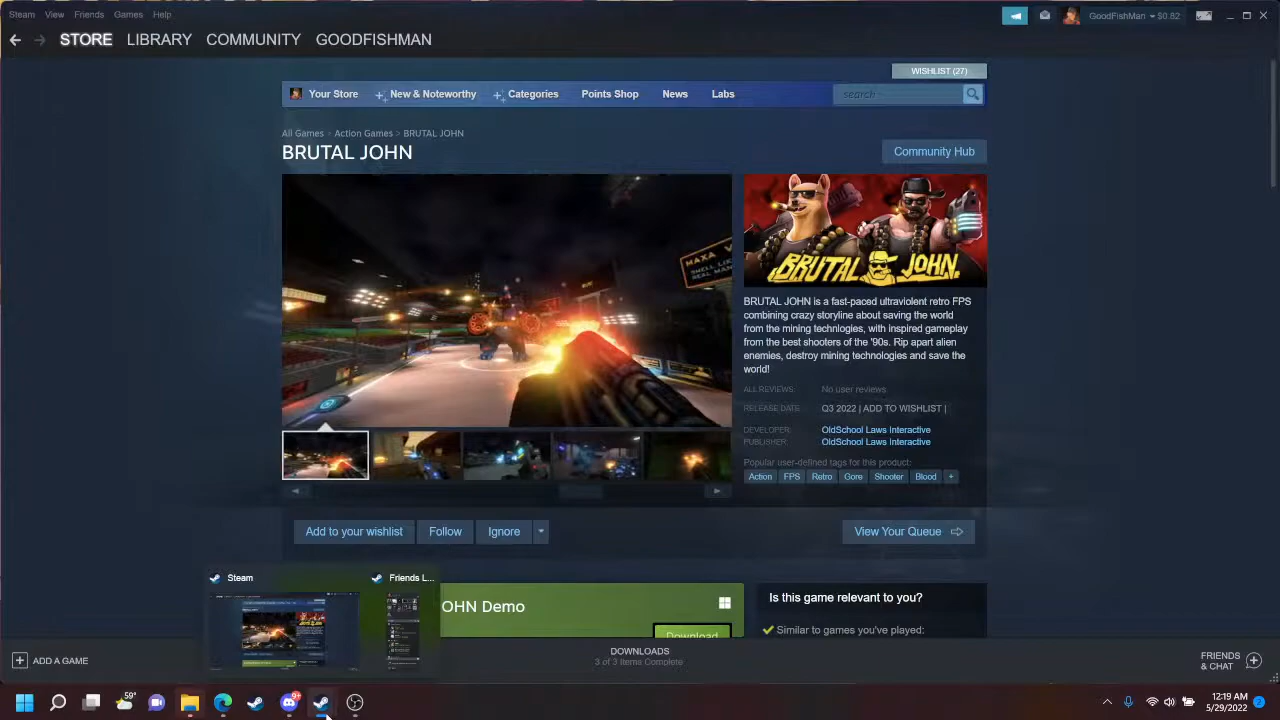 Steam View Friends Games Help
GOODFISHMAN $0.82
STORE LIBRARY COMMUNITY GOODFISHMAN
WISHLIST (27)
Your Store New & Noteworthy Categories Points Shop News Labs search
All Games > Action Games > BRUTAL JOHN
BRUTAL JOHN
Community Hub
MAXA
SHELL
REAL MAN
BRUTAL JOHN
BRUTAL JOHN is a fast-paced ultraviolent retro FPS
combining crazy storyline about saving the world
from the mining technlogies, with inspired gameplay
from the best shooters of the '90s. Rip apart alien
enemies, destroy mining technologies and save the
world!
ALL REVIEWS: No user reviews
RELEASE DATE: Q3 2022 | ADD TO WISHLIST |
DEVELOPER: OldSchool Laws Interactive
PUBLISHER: OldSchool Laws Interactive
Popular user-defined tags for this product:
Action FPS Retro Gore Shooter Blood +
Add to your wishlist Follow Ignore View Your Queue
Steam Friends L...
OHN Demo
Download
Is this game relevant to you?
Similar to games you've played:
ADD A GAME
DOWNLOADS
3 of 3 Items Complete
FRIENDS
& CHAT
59°
9+
12:19 AM
5/29/2022
2